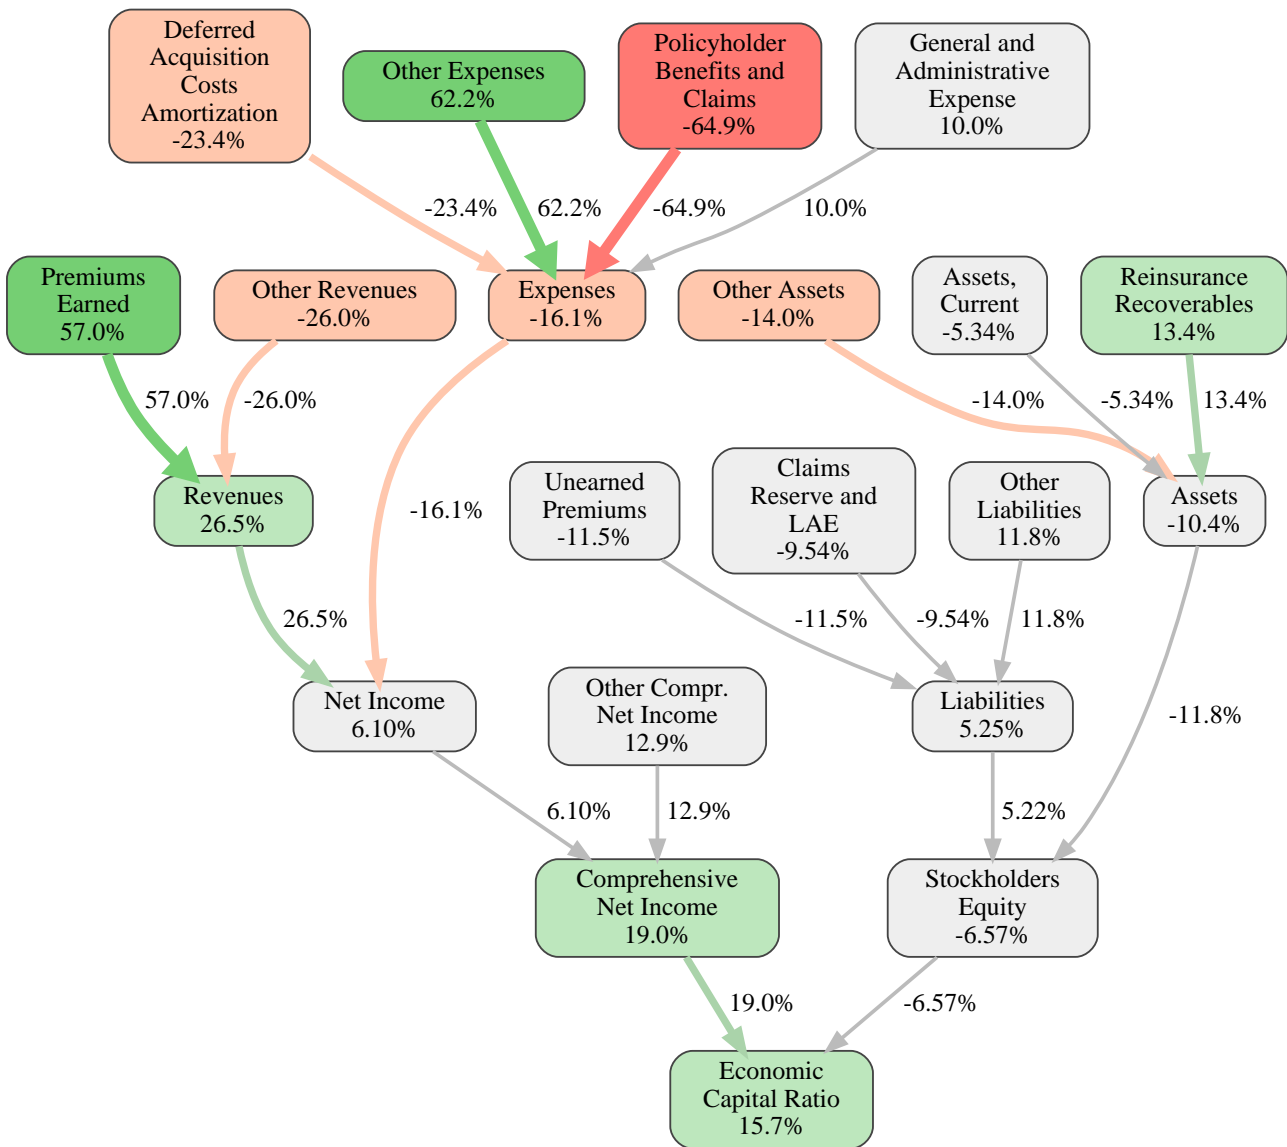 Deferred
Acquisition
Costs
Amortization
-23.4%
Other Expenses
62.2%
Policyholder
Benefits and
Claims
-64.9%
General and
Administrative
Expense
10.0%
-23.4%
62.2%
-64.9%
10.0%
Premiums
Earned
57.0%
Other Revenues
-26.0%
Expenses
-16.1%
Other Assets
-14.0%
Assets,
Current
-5.34%
Reinsurance
Recoverables
13.4%
57.0%
-26.0%
-14.0%
-5.34%
13.4%
Revenues
26.5%
-16.1%
Unearned
Premiums
-11.5%
Claims
Reserve and
LAE
-9.54%
Other
Liabilities
11.8%
Assets
-10.4%
26.5%
-11.5%
-9.54%
11.8%
Net Income
6.10%
Other Compr.
Net Income
12.9%
Liabilities
5.25%
-11.8%
6.10%
12.9%
5.22%
Comprehensive
Net Income
19.0%
Stockholders
Equity
-6.57%
19.0%
-6.57%
Economic
Capital Ratio
15.7%